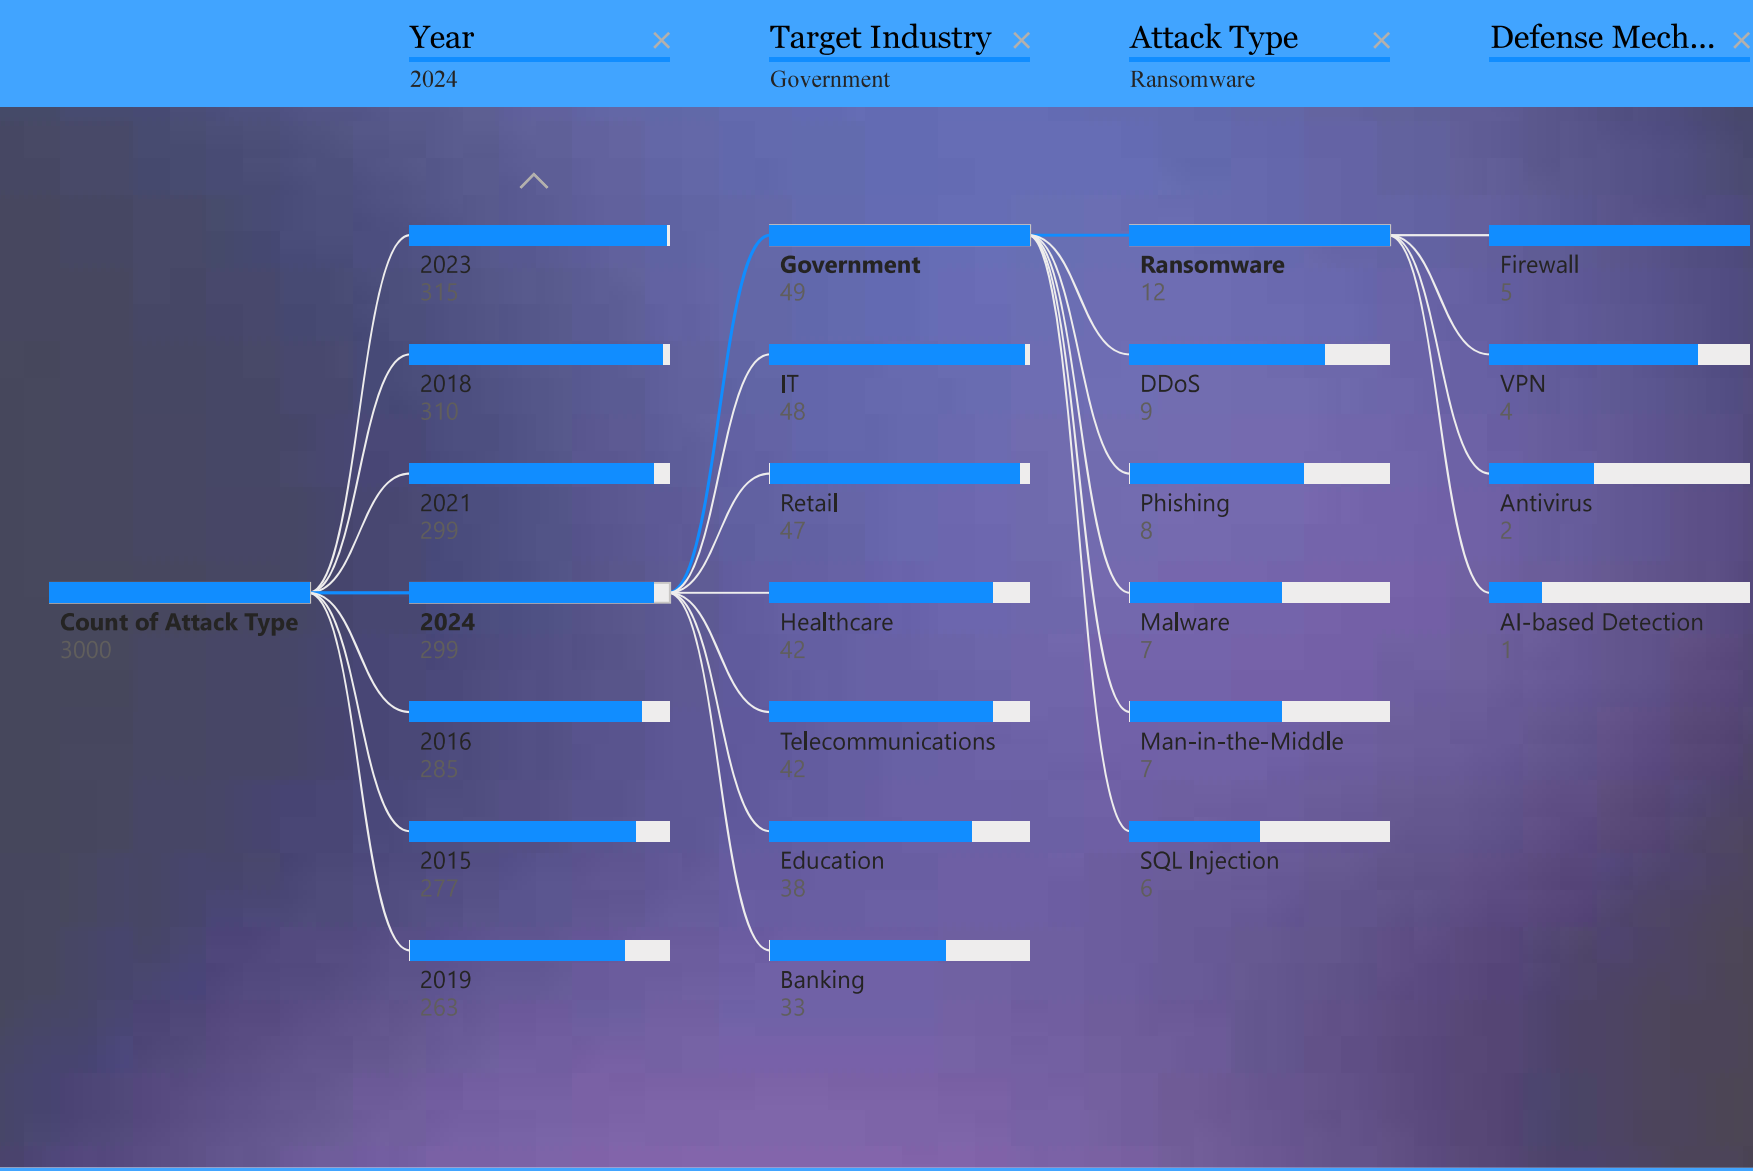 Year
2024
Target Industry
Government
Attack Type
Ransomware
Defense Mech...
Count of Attack Type
3000
2023
315
2018
310
2021
299
2024
299
2016
285
2015
277
2019
263
Government
49
IT
48
Retail
47
Healthcare
42
Telecommunications
42
Education
38
Banking
33
Ransomware
12
DDoS
9
Phishing
8
Malware
7
Man-in-the-Middle
7
SQL Injection
6
Firewall
5
VPN
4
Antivirus
2
AI-based Detection
1